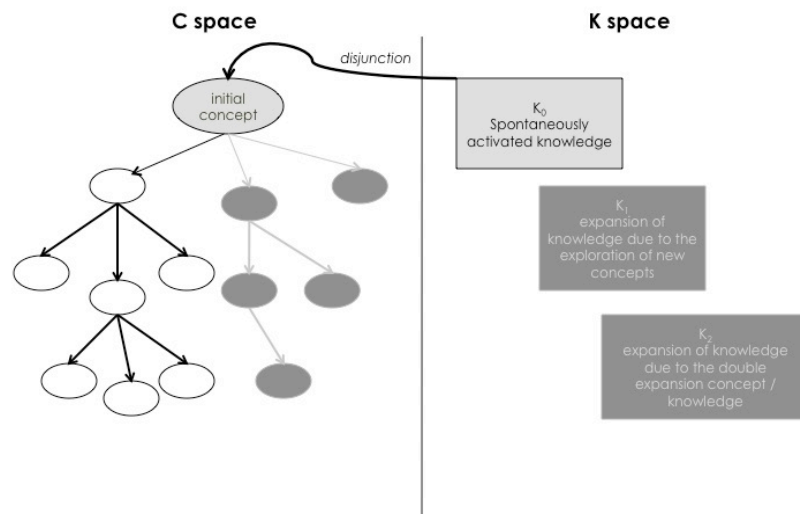 C space
K space
disjunction
initial
concept
K₀
Spontaneously
activated knowledge
K₁
expansion of
knowledge due to the
exploration of new
concepts
K₂
expansion of knowledge
due to the double
expansion concept /
knowledge